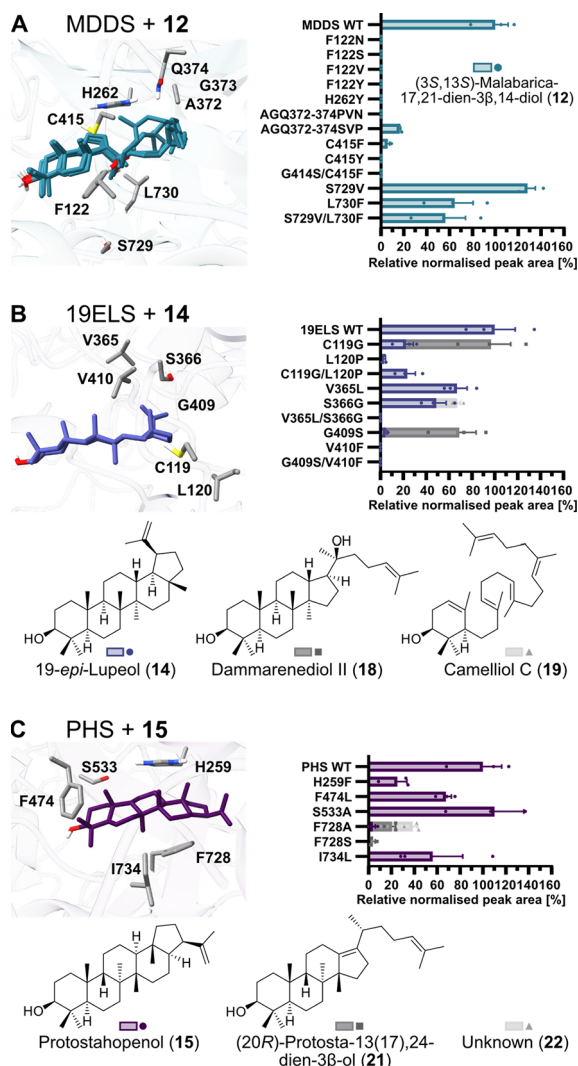 A MDDS + 12
Q374
G373
H262
A372
C415
L730
F122
S729
MDDS WT
F122N
F122S
F122V
F122Y
H262Y
AGQ372-374PVN
AGQ372-374SVP
C415F
C415Y
G414S/C415F
S729V
L730F
S729V/L730F
(3S,13S)-Malabarica-
17,21-dien-3β,14-diol (12)
0 20 40 60 80 100 120 140 160
Relative normalised peak area [%]
B 19ELS + 14
V365
S366
V410
G409
C119
L120
19ELS WT
C119G
L120P
C119G/L120P
V365L
S366G
V365L/S366G
G409S
V410F
G409S/V410F
0 20 40 60 80 100 120 140 160
Relative normalised peak area [%]
HO
19-epi-Lupeol (14)
OH
H
HO
Dammarenediol II (18)
HO
Camelliol C (19)
C PHS + 15
S533
H259
F474
F728
I734
PHS WT
H259F
F474L
S533A
F728A
F728S
I734L
0 20 40 60 80 100 120 140 160
Relative normalised peak area [%]
HO
Protostahopenol (15)
HO
(20R)-Protosta-13(17),24-
dien-3β-ol (21)
Unknown (22)